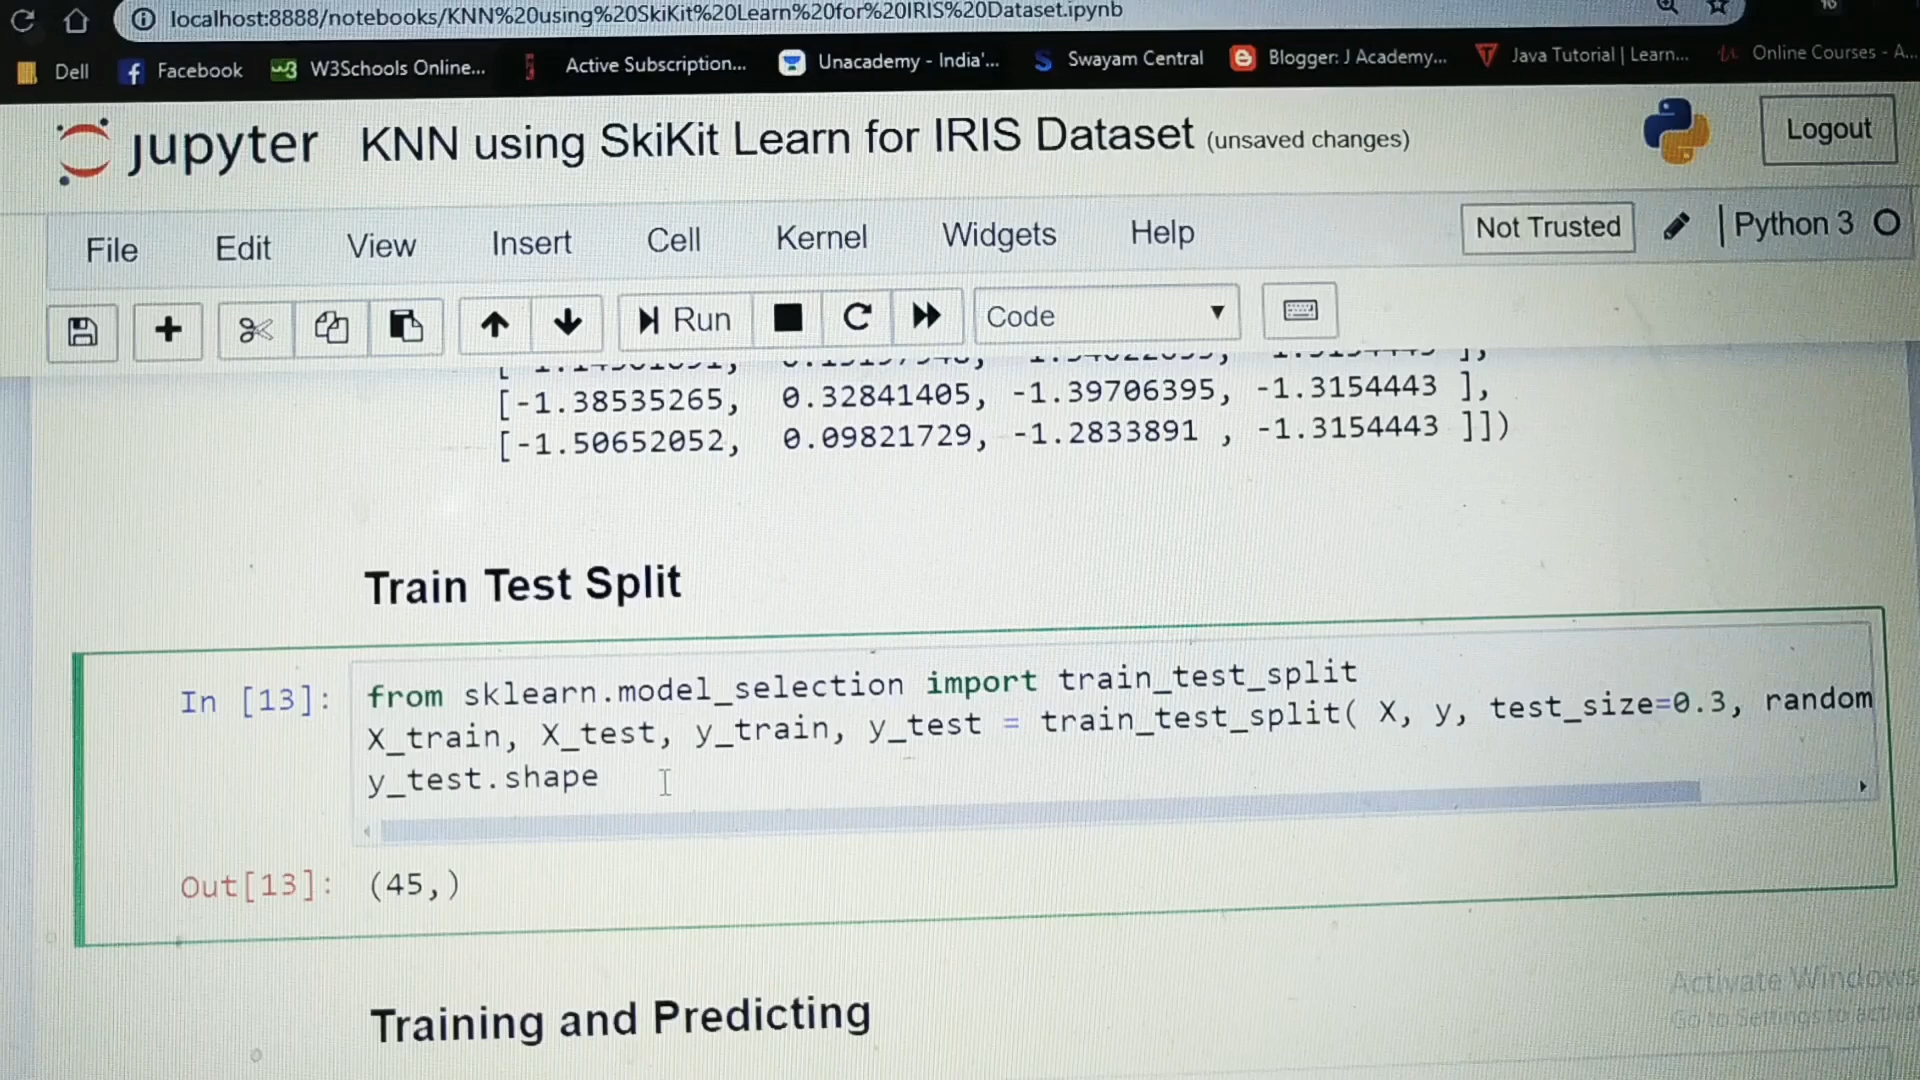 localhost:8888/notebooks/KNN%20using%20SkiKit%20Learn%20for%20IRIS%20Dataset.ipynb
Dell Facebook W3Schools Online... Active Subscription... Unacademy - India'... Swayam Central Blogger: J Academy... Java Tutorial | Learn... Online Courses - A...
jupyter KNN using SkiKit Learn for IRIS Dataset (unsaved changes) Logout
File Edit View Insert Cell Kernel Widgets Help Not Trusted Python 3
Run Code
[-1.38535265, 0.32841405, -1.39706395, -1.3154443 ],
[-1.50652052, 0.09821729, -1.2833891 , -1.3154443 ]])
Train Test Split
In [13]: from sklearn.model_selection import train_test_split
X_train, X_test, y_train, y_test = train_test_split( X, y, test_size=0.3, random
y_test.shape
Out[13]: (45,)
Activate Windows
Go to Settings to activa
Training and Predicting